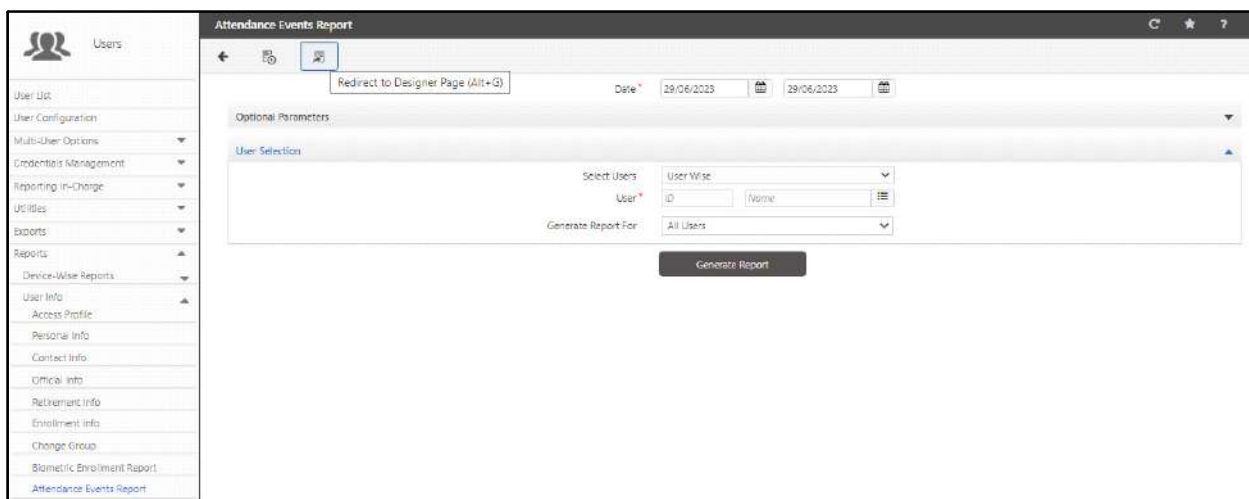 Users
User List
User Configuration
Multi-User Options
Credentials Management
Reporting In-Charge
Utilities
Exports
Reports
Device-Wise Reports
User Info
Access Profile
Personal Info
Contact Info
Official Info
Retirement Info
Enrollment Info
Change Group
Biometric Enrollment Report
Attendance Events Report
Attendance Events Report
?
Redirect to Designer Page (Alt+G)
Date * 29/06/2023 29/06/2023
Optional Parameters
User Selection
Select Users User Wise
User * ID Name
Generate Report For All Users
Generate Report